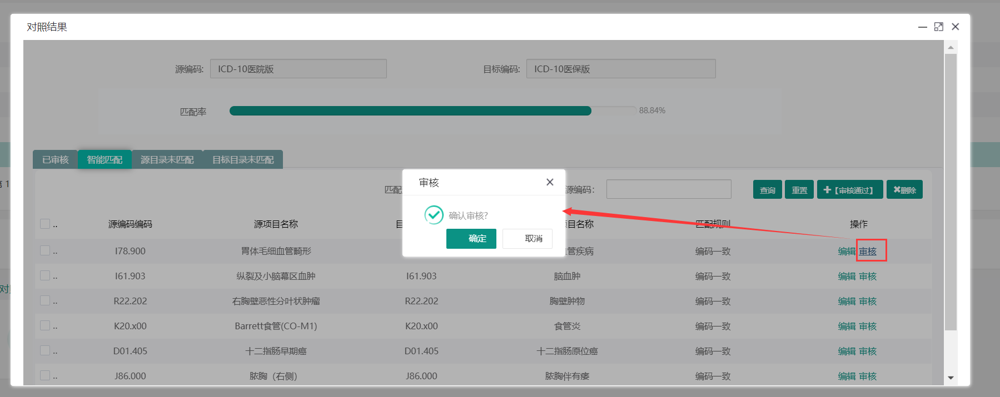 对照结果
源编码: ICD-10医院版 目标编码: ICD-10医保版
匹配率 88.84%
已审核 智能匹配 源目录未匹配 目标目录未匹配
第 1
匹配 源编码: 查询 重置 【审核通过】 删除
审核
确认审核?
确定 取消
.. 源编码编码 源项目名称 目 项目名称 匹配规则 操作
.. I78.900 胃体毛细血管畸形 血管疾病 编码一致 编辑 审核
.. I61.903 纵裂及小脑幕区血肿 I61.903 脑血肿 编码一致 编辑 审核
对照
.. R22.202 右胸壁恶性分叶状肿瘤 R22.202 胸壁肿物 编码一致 编辑 审核
.. K20.x00 Barrett食管(CO-M1) K20.x00 食管炎 编码一致 编辑 审核
.. D01.405 十二指肠早期癌 D01.405 十二指肠原位癌 编码一致 编辑 审核
.. J86.000 脓胸（右侧） J86.000 脓胸伴有瘘 编码一致 编辑 审核